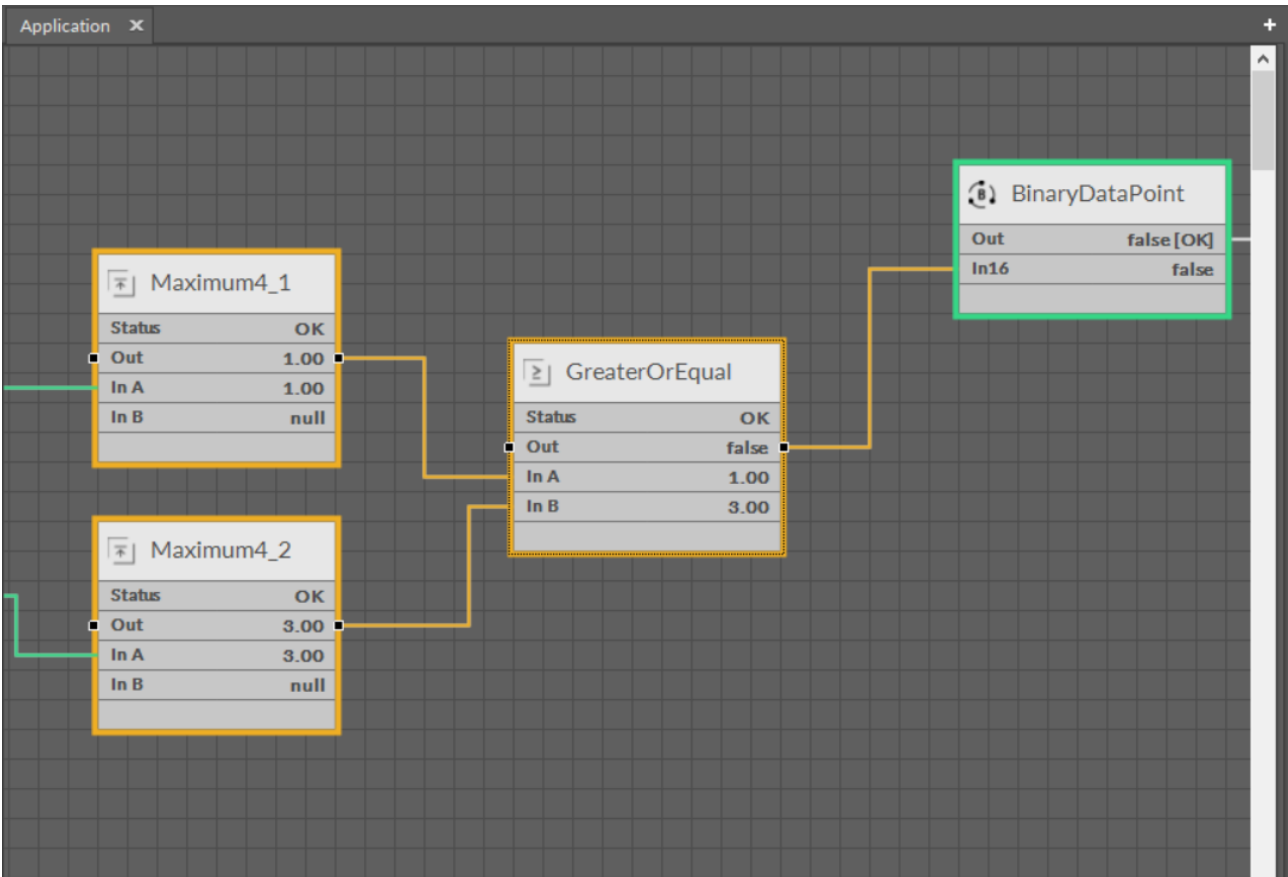 Application
Maximum4_1
Status OK
Out 1.00
In A 1.00
In B null
Maximum4_2
Status OK
Out 3.00
In A 3.00
In B null
GreaterOrEqual
Status OK
Out false
In A 1.00
In B 3.00
B BinaryDataPoint
Out false [OK]
In16 false